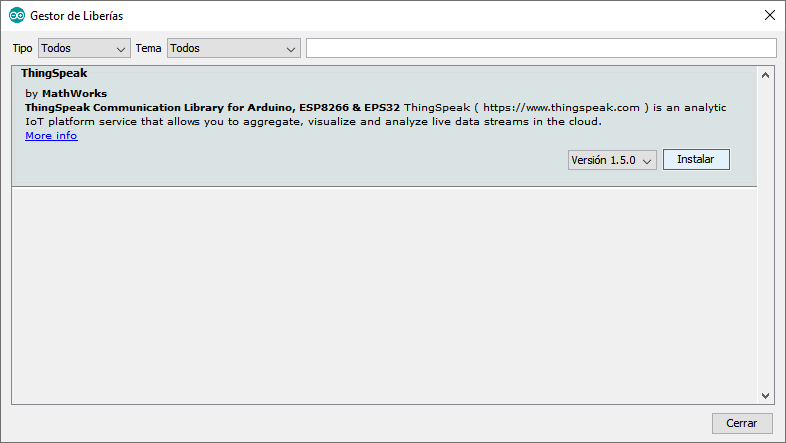 Gestor de Liberías
Tipo Todos Tema Todos
ThingSpeak
by MathWorks
ThingSpeak Communication Library for Arduino, ESP8266 & EPS32 ThingSpeak ( https://www.thingspeak.com ) is an analytic
IoT platform service that allows you to aggregate, visualize and analyze live data streams in the cloud.
More info
Versión 1.5.0 Instalar
Cerrar